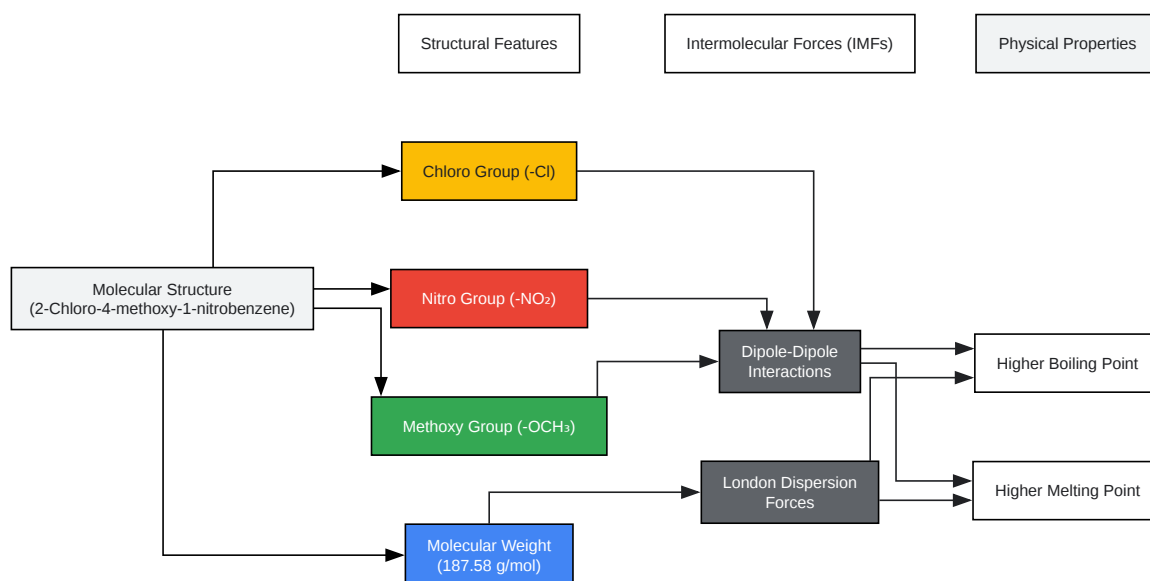 Structural Features
Intermolecular Forces (IMFs)
Physical Properties
Chloro Group (-Cl)
Molecular Structure
(2-Chloro-4-methoxy-1-nitrobenzene)
Nitro Group (-NO₂)
Dipole-Dipole
Interactions
Higher Boiling Point
Methoxy Group (-OCH₃)
London Dispersion
Forces
Higher Melting Point
Molecular Weight
(187.58 g/mol)